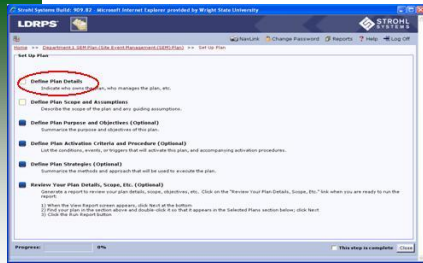 Strohl Systems Build: 9D9.02 - Microsoft Internet Explorer provided by Wright State University
LDRPS
STROHL
SYSTEMS
NavLink Change Password Reports ? Help Log Off
Home >> Department 1 SEM Plan (Site Event Management (SEM) Plan) >> Set Up Plan
Set Up Plan
Define Plan Details
Indicate who owns the plan, who manages the plan, etc.
Define Plan Scope and Assumptions
Describe the scope of the plan and any guiding assumptions.
Define Plan Purpose and Objectives (Optional)
Summarize the purpose and objectives of this plan.
Define Plan Activation Criteria and Procedure (Optional)
List the conditions, events, or triggers that will activate this plan, and accompanying activation procedures.
Define Plan Strategies (Optional)
Summarize the methods and approach that will be used to execute the plan.
Review Your Plan Details, Scope, Etc. (Optional)
Generate a report to review your plan details, scope, objectives, etc. Click on the "Review Your Plan Details, Scope, Etc." link when you are ready to run the
report.
1) When the View Report screen appears, click Next at the bottom
2) Find your plan in the section above and double-click it so that it appears in the Selected Plans section below; click Next
3) Click the Run Report button
Progress: 0% This step is complete Close